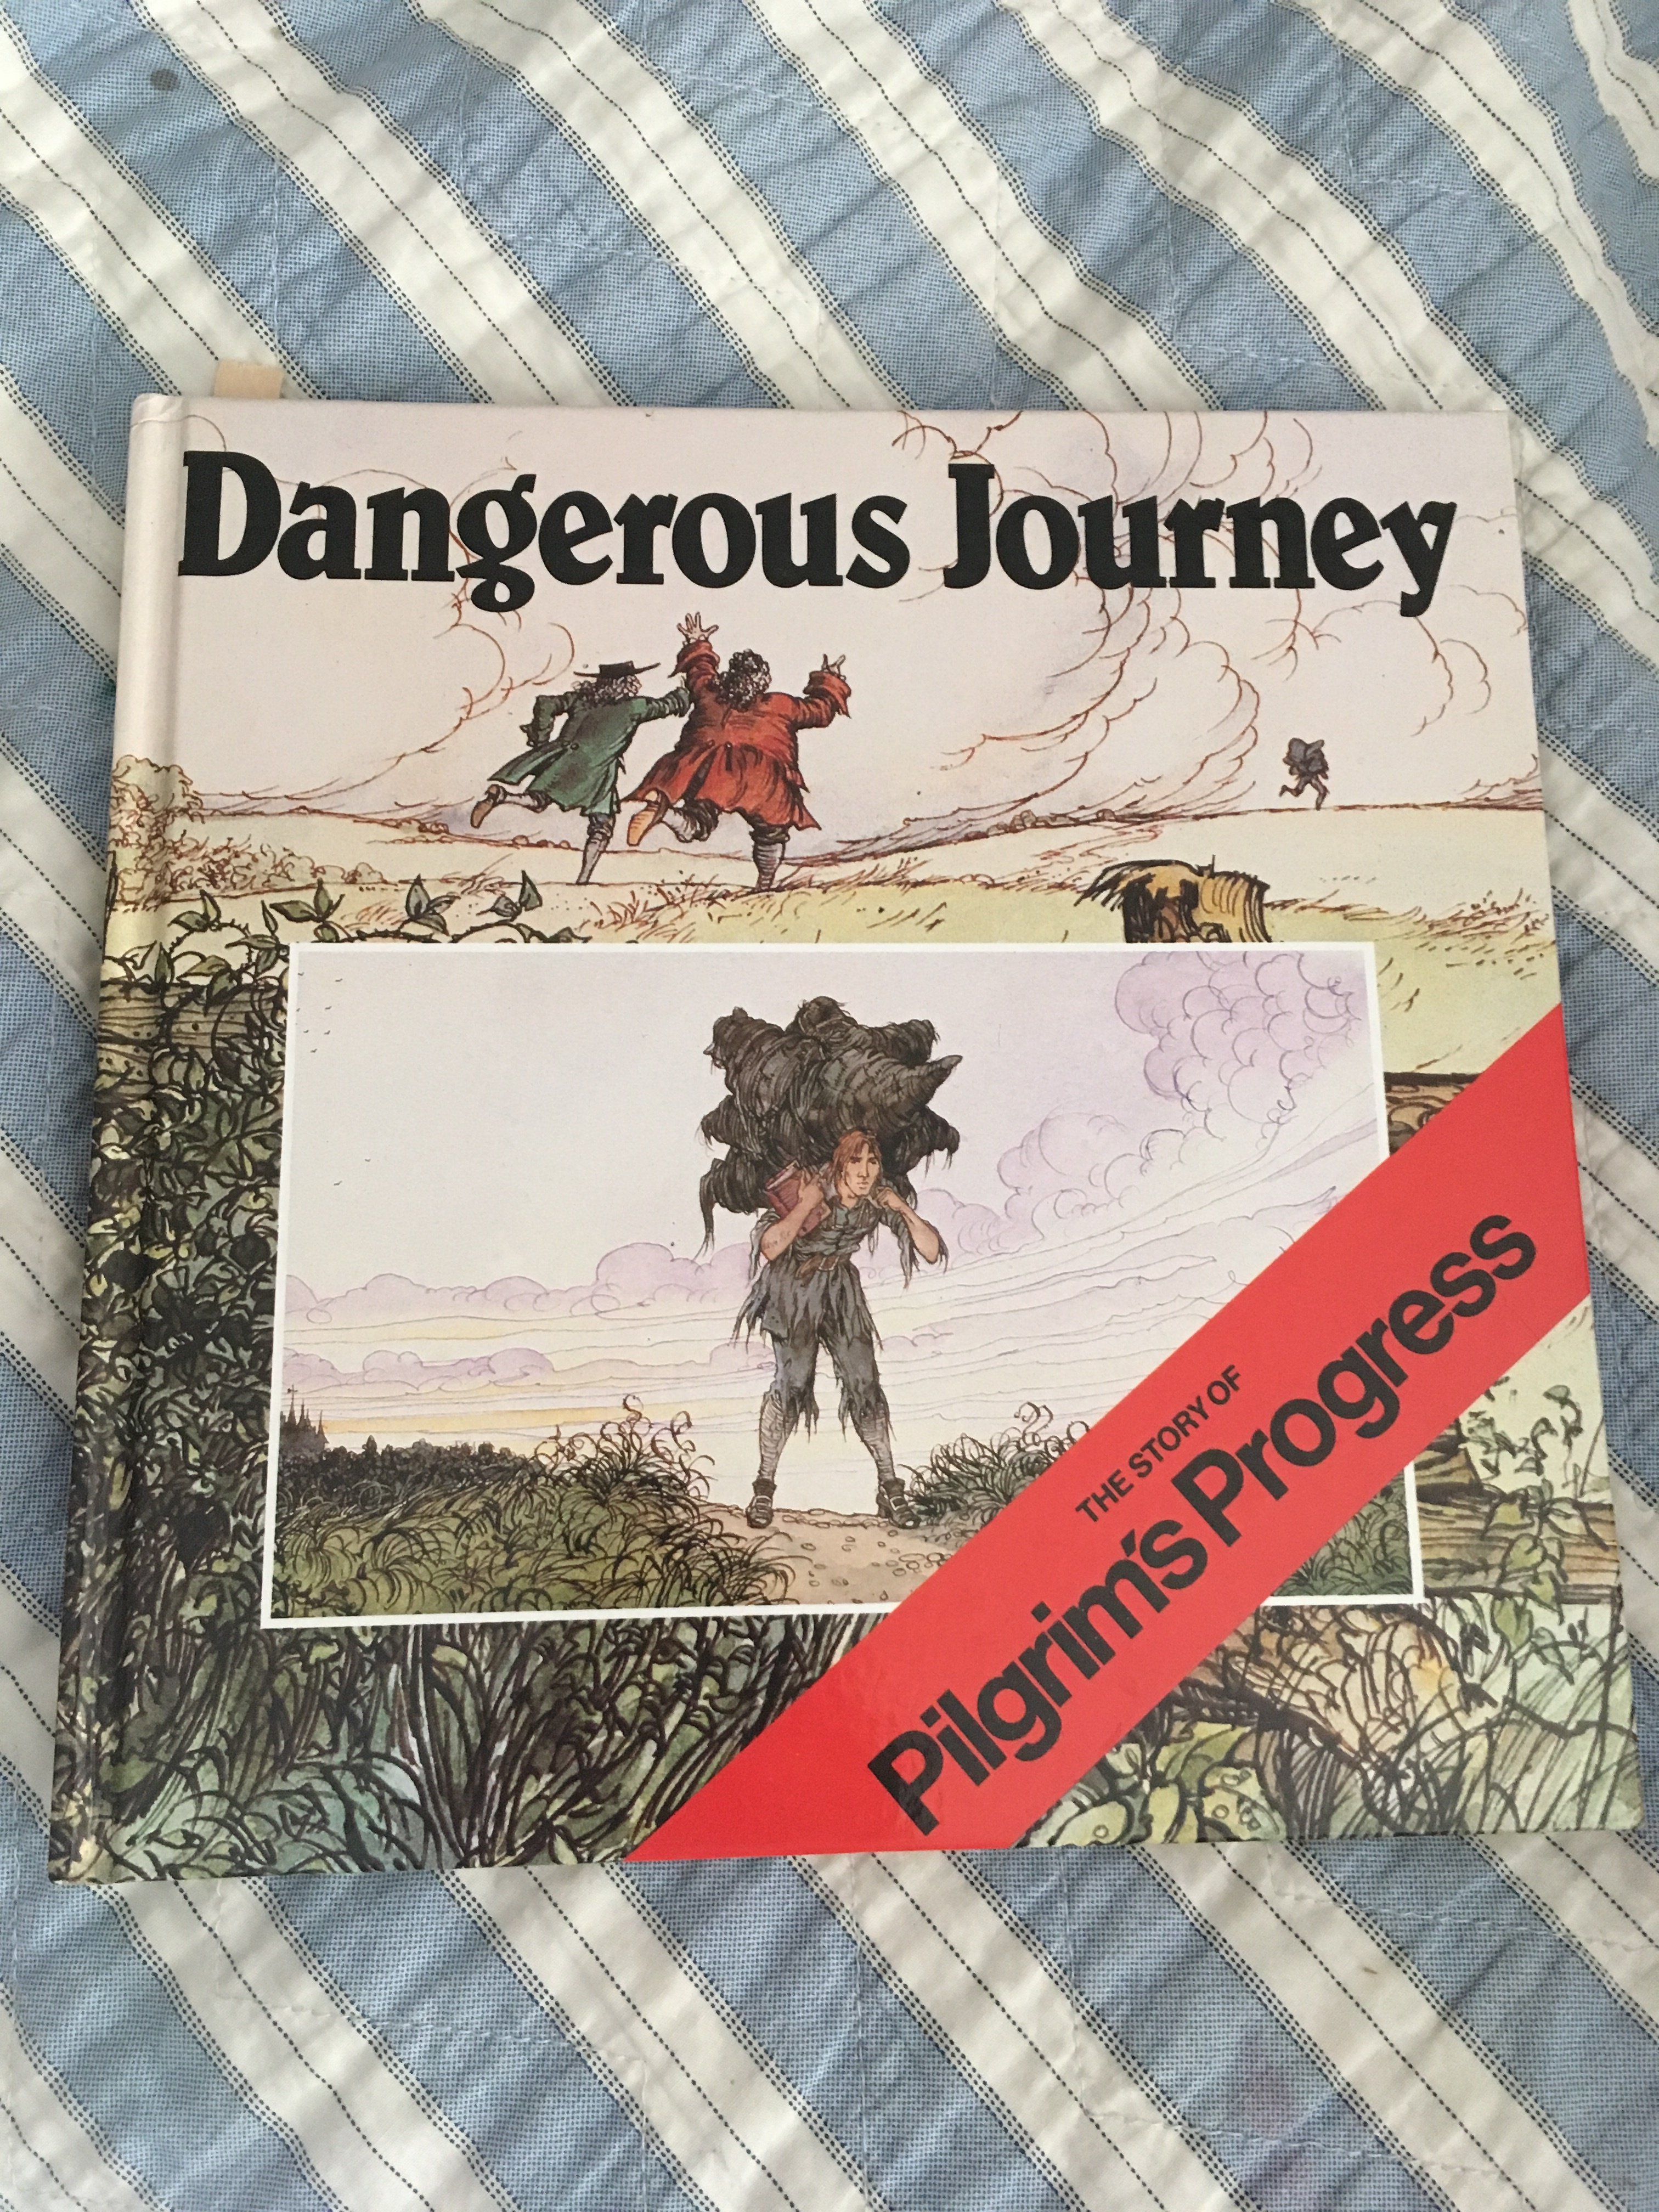 Dangerous Journey
THE STORY OF
Pilgrim's Progress